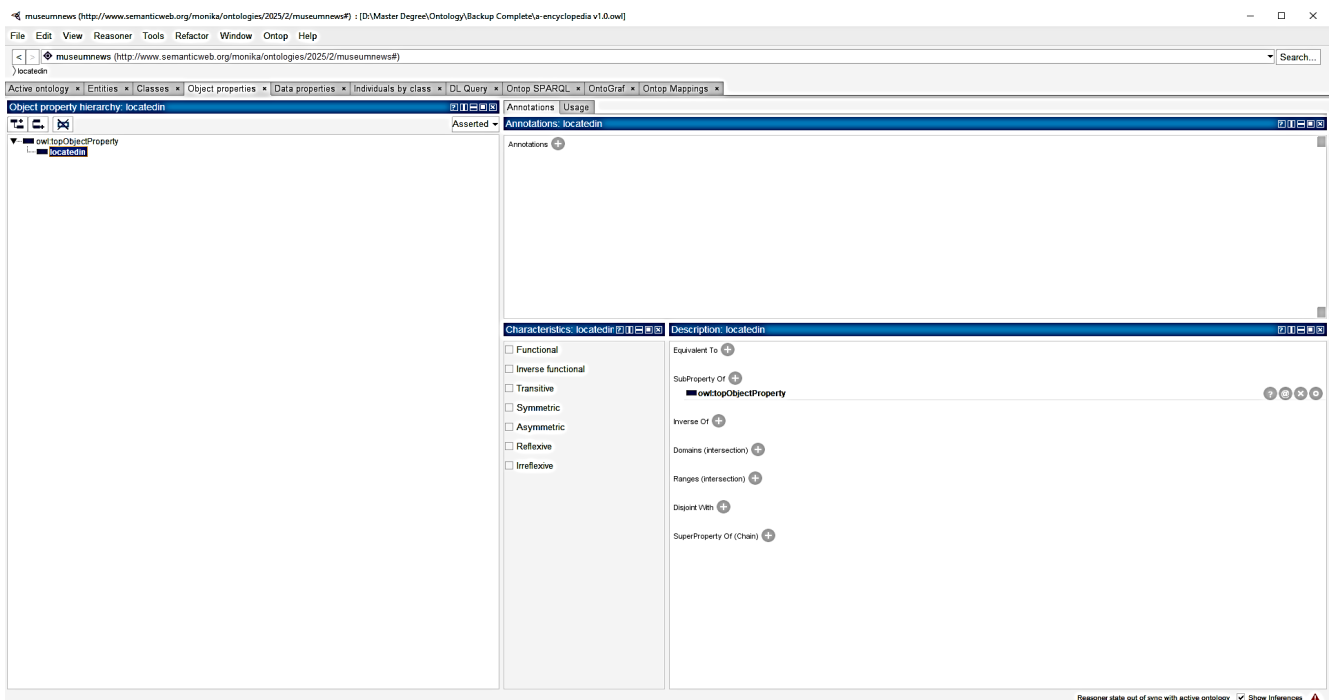 museumnews (http://www.semanticweb.org/monika/ontologies/2025/2/museumnews#) : [D:\Master Degree\Ontology\Backup Complete\a-encyclopedia v1.0.owl]
File Edit View Reasoner Tools Refactor Window Ontop Help
< > museumnews (http://www.semanticweb.org/monika/ontologies/2025/2/museumnews#) Search...
locatedin
Active ontology × Entities × Classes × Object properties × Data properties × Individuals by class × DL Query × Ontop SPARQL × OntoGraf × Ontop Mappings ×
Object property hierarchy: locatedin
Asserted
owl:topObjectProperty
locatedin
Annotations Usage
Annotations: locatedin
Annotations
Characteristics: locatedin
Functional
Inverse functional
Transitive
Symmetric
Asymmetric
Reflexive
Irreflexive
Description: locatedin
Equivalent To
SubProperty Of
owl:topObjectProperty
Inverse Of
Domains (intersection)
Ranges (intersection)
Disjoint With
SuperProperty Of (Chain)
Reasoner state out of sync with active ontology Show Inferences